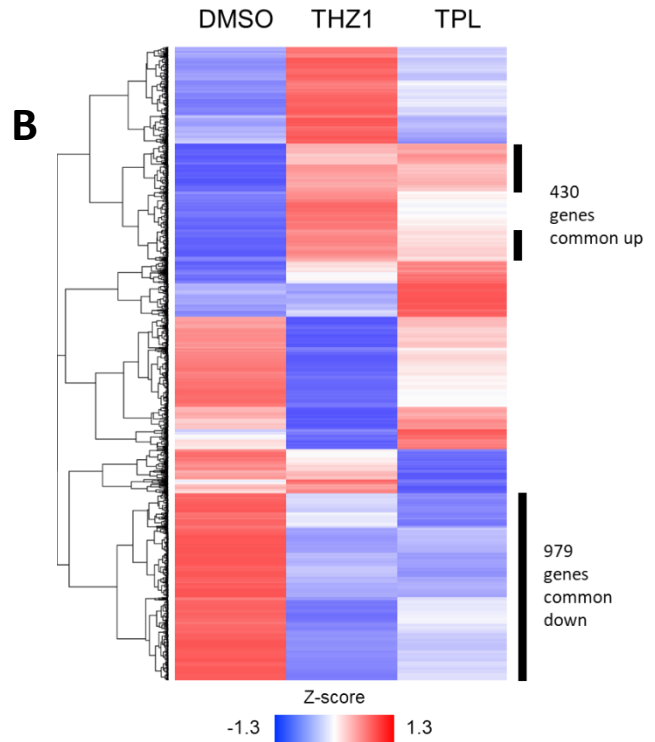 DMSO THZ1 TPL
B
430
genes
common up
979
genes
common
down
Z-score
-1.3 1.3